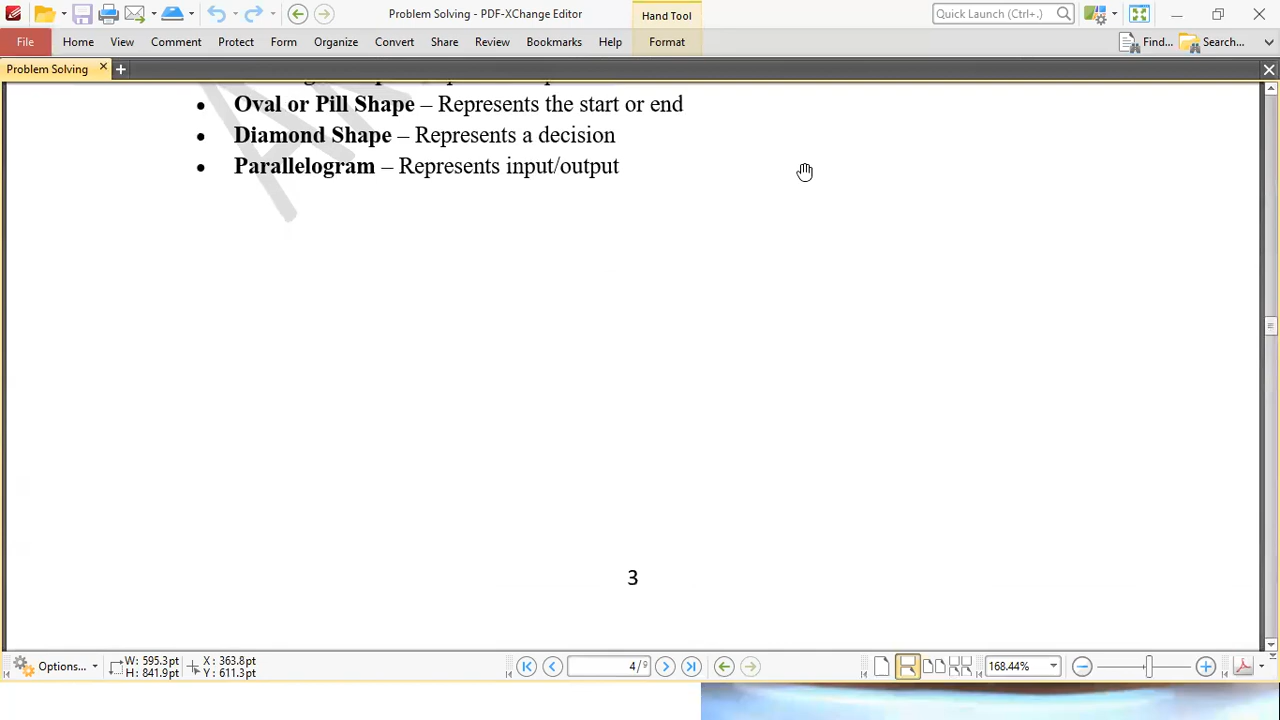 Problem Solving - PDF-XChange Editor
Hand Tool
Quick Launch (Ctrl+.)
File Home View Comment Protect Form Organize Convert Share Review Bookmarks Help Format Find... Search...
Problem Solving
• Oval or Pill Shape – Represents the start or end
• Diamond Shape – Represents a decision
• Parallelogram – Represents input/output
3
Options...
W: 595.3pt
H: 841.9pt
X: 363.8pt
Y: 611.3pt
4/9
168.44%